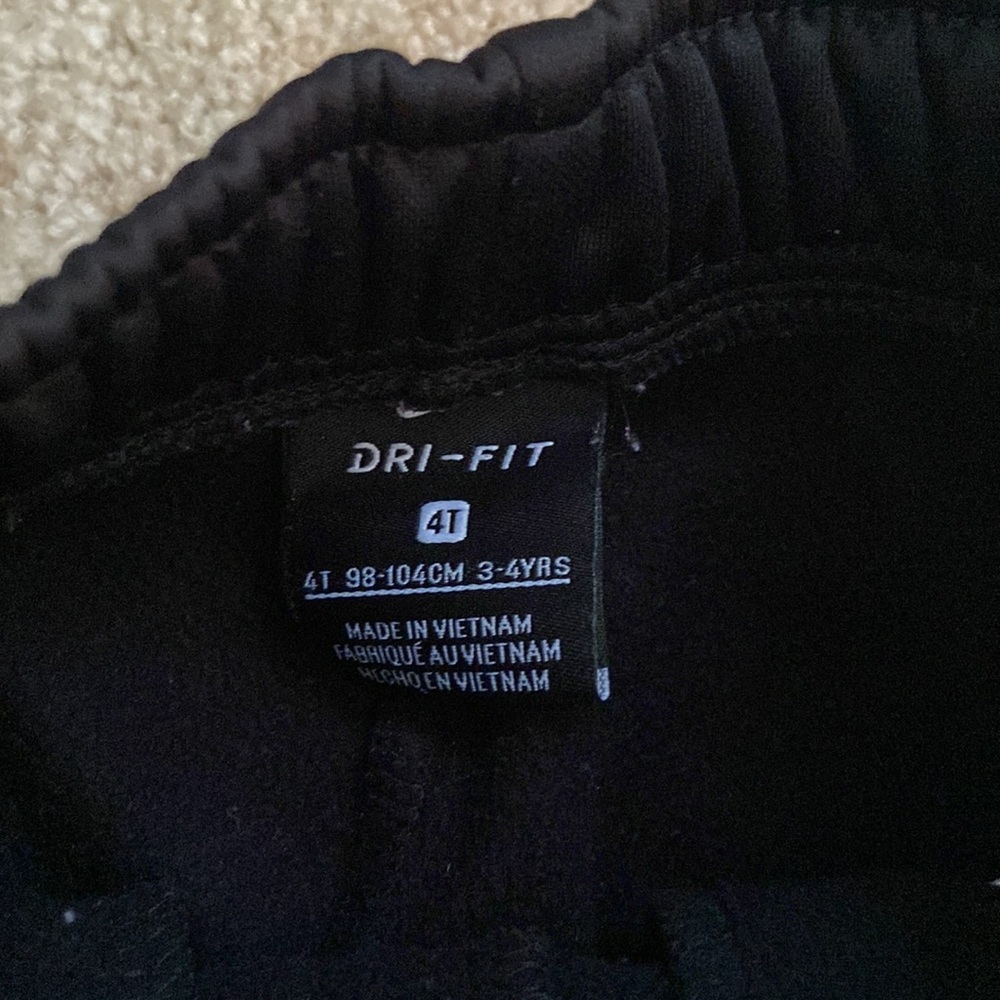 DRI-FIT
4T
4T 98-104CM 3-4YRS
MADE IN VIETNAM
FABRIQUÉ AU VIETNAM
HECHO EN VIETNAM